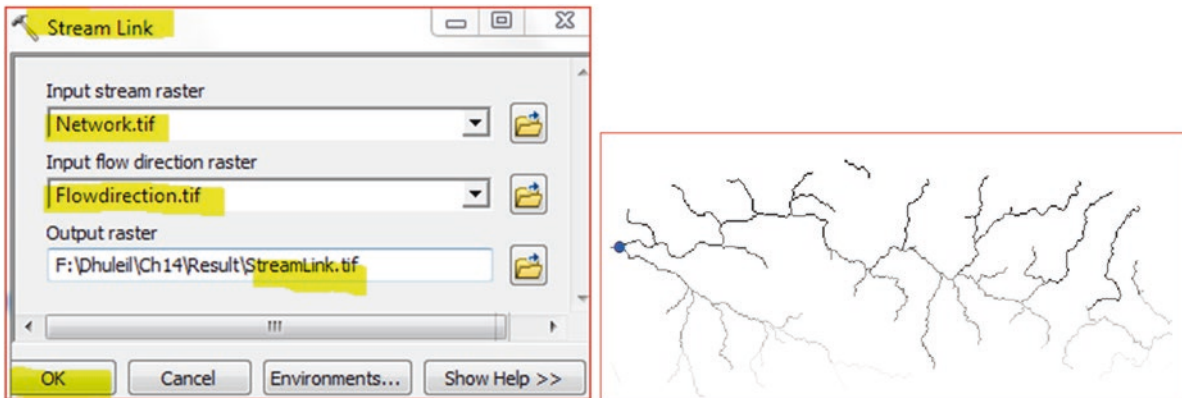 Stream Link
Input stream raster
Network.tif
Input flow direction raster
Flowdirection.tif
Output raster
F:\Dhuleil\Ch14\Result\StreamLink.tif
OK
Cancel
Environments...
Show Help >>